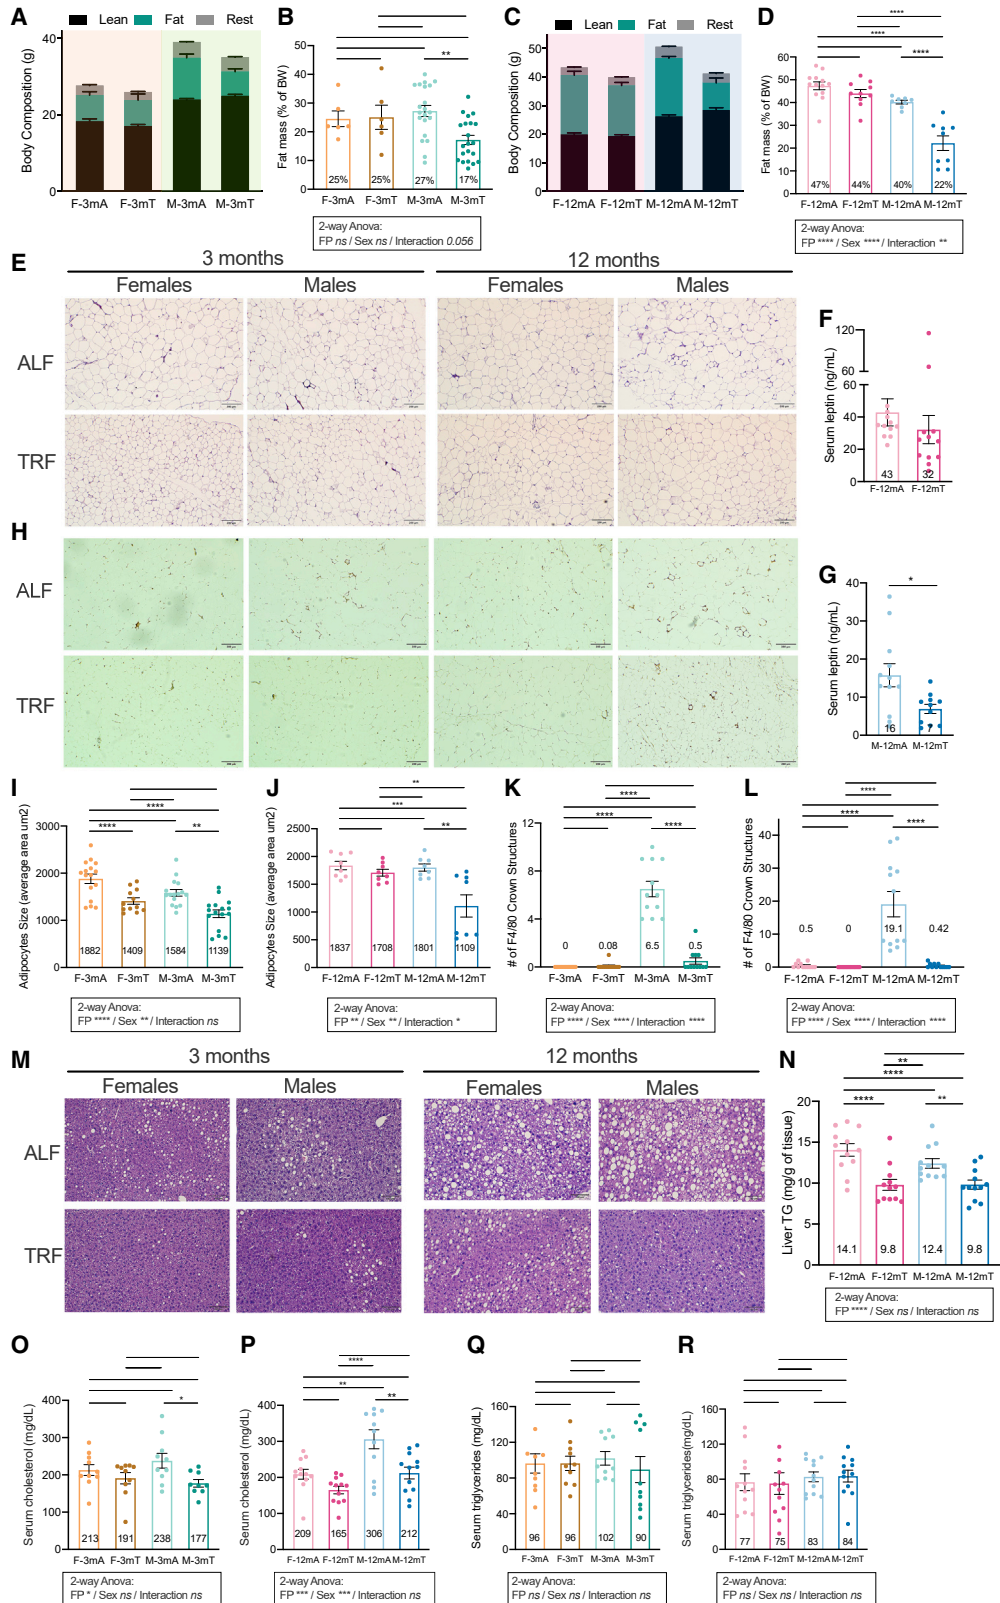 A
Lean Fat Rest
Body Composition (g)
40
20
0
F-3mA F-3mT M-3mA M-3mT
B
**
Fat mass (% of BW)
50
40
30
20
10
0
25% 25% 27% 17%
F-3mA F-3mT M-3mA M-3mT
2-way Anova:
FP ns / Sex ns / Interaction 0.056
C
Lean Fat Rest
Body Composition (g)
50
40
30
20
10
0
F-12mA F-12mT M-12mA M-12mT
D
****
****
****
****
Fat mass (% of BW)
80
60
40
20
0
47% 44% 40% 22%
F-12mA F-12mT M-12mA M-12mT
2-way Anova:
FP **** / Sex **** / Interaction **
E
3 months 12 months
Females Males Females Males
ALF
TRF
F
Serum leptin (ng/mL)
120
60
60
40
20
0
43 32
F-12mA F-12mT
H
ALF
TRF
G
*
Serum leptin (ng/mL)
40
30
20
10
0
16 7
M-12mA M-12mT
I
****
**** **
Adipocytes Size (average area um2)
3000
2000
1000
0
1882 1409 1584 1139
F-3mA F-3mT M-3mA M-3mT
2-way Anova:
FP **** / Sex ** / Interaction ns
J
**
***
**
Adipocytes Size (average area um2)
2500
2000
1500
1000
500
0
1837 1708 1801 1109
F-12mA F-12mT M-12mA M-12mT
2-way Anova:
FP ** / Sex ** / Interaction *
K
****
****
****
# of F4/80 Crown Structures
12
8
4
0
0 0.08 6.5 0.5
F-3mA F-3mT M-3mA M-3mT
2-way Anova:
FP **** / Sex **** / Interaction ****
L
****
****
**** ****
# of F4/80 Crown Structures
40
30
20
10
0
0.5 0 19.1 0.42
F-12mA F-12mT M-12mA M-12mT
2-way Anova:
FP **** / Sex **** / Interaction ****
M
3 months 12 months
Females Males Females Males
ALF
TRF
N
**
****
**** **
Liver TG (mg/g of tissue)
20
15
10
5
0
14.1 9.8 12.4 9.8
F-12mA F-12mT M-12mA M-12mT
2-way Anova:
FP **** / Sex ns / Interaction ns
O
*
Serum cholesterol (mg/dL)
400
300
200
100
0
213 191 238 177
F-3mA F-3mT M-3mA M-3mT
2-way Anova:
FP * / Sex ns / Interaction ns
P
****
**
**
Serum cholesterol (mg/dL)
400
300
200
100
0
209 165 306 212
F-12mA F-12mT M-12mA M-12mT
2-way Anova:
FP *** / Sex *** / Interaction ns
Q
Serum triglycerides (mg/dL)
200
150
100
50
0
96 96 102 90
F-3mA F-3mT M-3mA M-3mT
2-way Anova:
FP ns / Sex ns / Interaction ns
R
Serum triglycerides(mg/dL)
160
120
80
40
0
77 75 83 84
F-12mA F-12mT M-12mA M-12mT
2-way Anova:
FP ns / Sex ns / Interaction ns